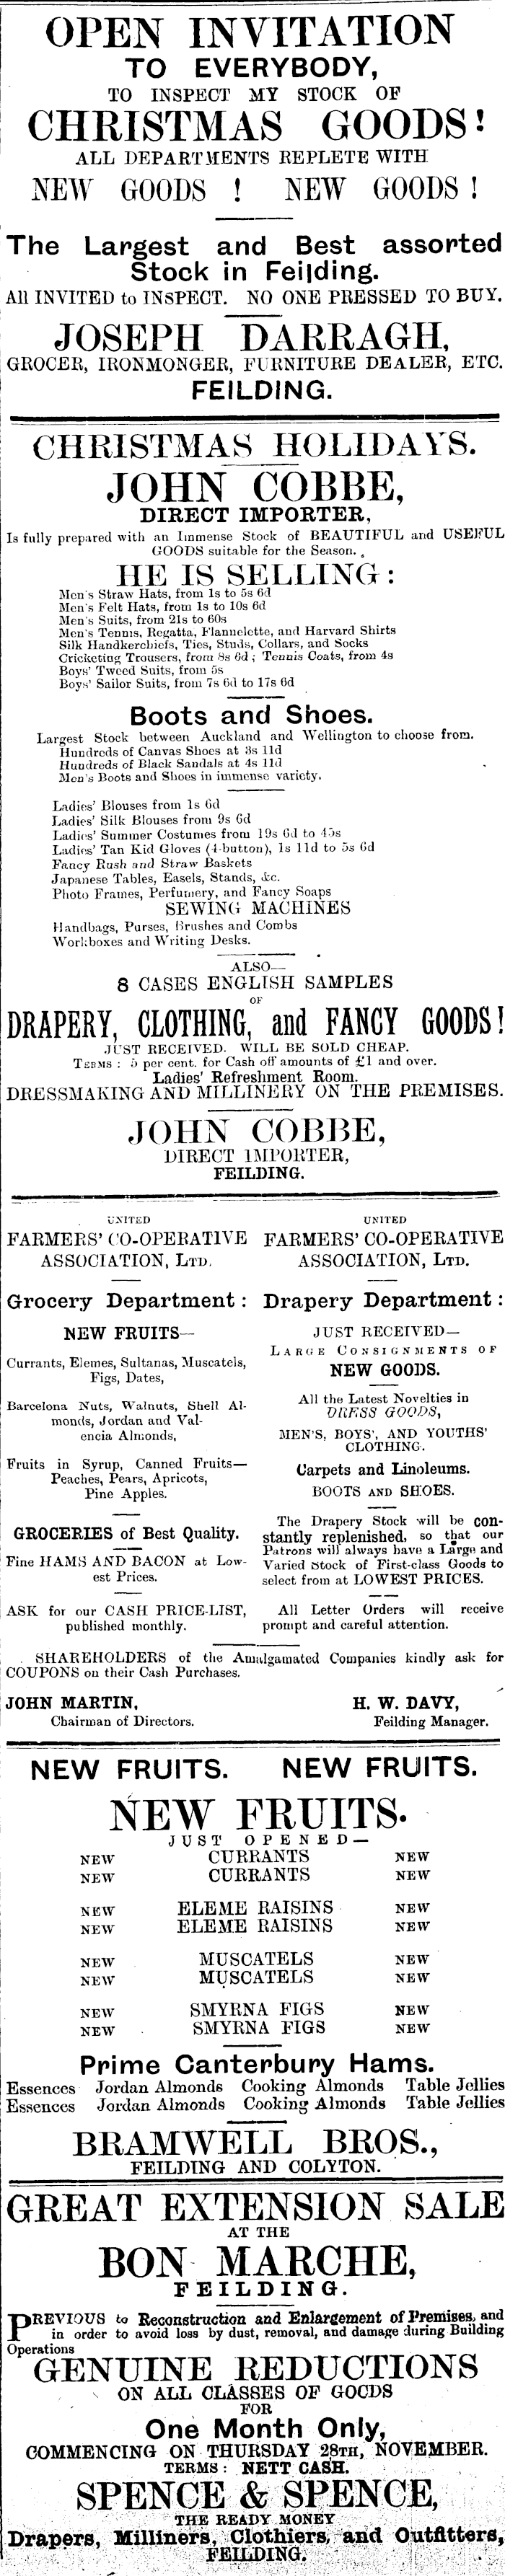 OPEN INVITATION
TO EVERYBODY,
TO INSPECT MY STOCK OF
CHRISTMAS GOODS!
ALL DEPARTMENTS REPLETE WITH
NEW GOODS ! NEW GOODS !
The Largest and Best assorted
Stock in Feilding.
All INVITED to INSPECT. NO ONE PRESSED TO BUY.
JOSEPH DARRAGH,
GROCER, IRONMONGER, FURNITURE DEALER, ETC.
FEILDING.
CHRISTMAS HOLIDAYS.
JOHN COBBE,
DIRECT IMPORTER,
Is fully prepared with an Immense Stock of BEAUTIFUL and USEFUL
GOODS suitable for the Season.
HE IS SELLING :
Men's Straw Hats, from 1s to 5s 6d
Men's Felt Hats, from 1s to 10s 6d
Men's Suits, from 21s to 60s
Men's Tennis, Regatta, Flannelette, and Harvard Shirts
Silk Handkerchiefs, Ties, Studs, Collars, and Socks
Cricketing Trousers, from 8s 6d ; Tennis Coats, from 4s
Boys' Tweed Suits, from 5s
Boys' Sailor Suits, from 7s 6d to 17s 6d
Boots and Shoes.
Largest Stock between Auckland and Wellington to choose from.
Hundreds of Canvas Shoes at 3s 11d
Hundreds of Black Sandals at 4s 11d
Men's Boots and Shoes in immense variety.
Ladies' Blouses from 1s 6d
Ladies' Silk Blouses from 9s 6d
Ladies' Summer Costumes from 19s 6d to 45s
Ladies' Tan Kid Gloves (4-button), 1s 11d to 5s 6d
Fancy Rush and Straw Baskets
Japanese Tables, Easels, Stands, &c.
Photo Frames, Perfumery, and Fancy Soaps
SEWING MACHINES
Handbags, Purses, Brushes and Combs
Workboxes and Writing Desks.
ALSO—
8 CASES ENGLISH SAMPLES
OF
DRAPERY, CLOTHING, and FANCY GOODS!
JUST RECEIVED. WILL BE SOLD CHEAP.
TERMS : 5 per cent. for Cash off amounts of £1 and over.
Ladies' Refreshment Room.
DRESSMAKING AND MILLINERY ON THE PREMISES.
JOHN COBBE,
DIRECT IMPORTER,
FEILDING.
UNITED
FARMERS' CO-OPERATIVE
ASSOCIATION, LTD.
Grocery Department :
NEW FRUITS—
Currants, Elemes, Sultanas, Muscatels,
Figs, Dates,
Barcelona Nuts, Walnuts, Shell Al-
monds, Jordan and Val-
encia Almonds,
Fruits in Syrup, Canned Fruits—
Peaches, Pears, Apricots,
Pine Apples.
GROCERIES of Best Quality.
Fine HAMS AND BACON at Low-
est Prices.
ASK for our CASH PRICE-LIST,
published monthly.
UNITED
FARMERS' CO-OPERATIVE
ASSOCIATION, LTD.
Drapery Department :
JUST RECEIVED—
LARGE CONSIGNMENTS OF
NEW GOODS.
All the Latest Novelties in
DRESS GOODS,
MEN'S, BOYS', AND YOUTHS'
CLOTHING.
Carpets and Linoleums.
BOOTS AND SHOES.
The Drapery Stock will be con-
stantly replenished, so that our
Patrons will always have a Large and
Varied Stock of First-class Goods to
select from at LOWEST PRICES.
All Letter Orders will receive
prompt and careful attention.
SHAREHOLDERS of the Amalgamated Companies kindly ask for
COUPONS on their Cash Purchases.
JOHN MARTIN,
Chairman of Directors.
H. W. DAVY,
Feilding Manager.
NEW FRUITS. NEW FRUITS.
NEW FRUITS.
JUST OPENED—
NEW CURRANTS NEW
NEW CURRANTS NEW
NEW ELEME RAISINS NEW
NEW ELEME RAISINS NEW
NEW MUSCATELS NEW
NEW MUSCATELS NEW
NEW SMYRNA FIGS NEW
NEW SMYRNA FIGS NEW
Prime Canterbury Hams.
Essences Jordan Almonds Cooking Almonds Table Jellies
Essences Jordan Almonds Cooking Almonds Table Jellies
BRAMWELL BROS.,
FEILDING AND COLYTON.
GREAT EXTENSION SALE
AT THE
BON MARCHE,
FEILDING.
PREVIOUS to Reconstruction and Enlargement of Premises, and
in order to avoid loss by dust, removal, and damage during Building
Operations
GENUINE REDUCTIONS
ON ALL CLASSES OF GOODS
FOR
One Month Only,
COMMENCING ON THURSDAY 28TH, NOVEMBER.
TERMS : NETT CASH.
SPENCE & SPENCE,
THE READY MONEY
Drapers, Milliners, Clothiers, and Outfitters,
FEILDING.